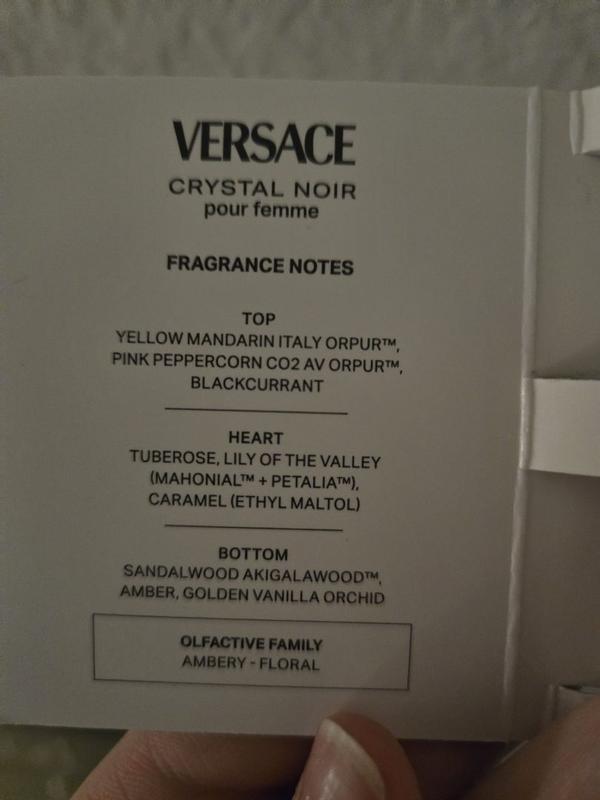 VERSACE
CRYSTAL NOIR
pour femme
FRAGRANCE NOTES
TOP
YELLOW MANDARIN ITALY ORPUR™,
PINK PEPPERCORN CO2 AV ORPUR™,
BLACKCURRANT
HEART
TUBEROSE, LILY OF THE VALLEY
(MAHONIAL™ + PETALIA™),
CARAMEL (ETHYL MALTOL)
BOTTOM
SANDALWOOD AKIGALAWOOD™,
AMBER, GOLDEN VANILLA ORCHID
OLFACTIVE FAMILY
AMBERY - FLORAL